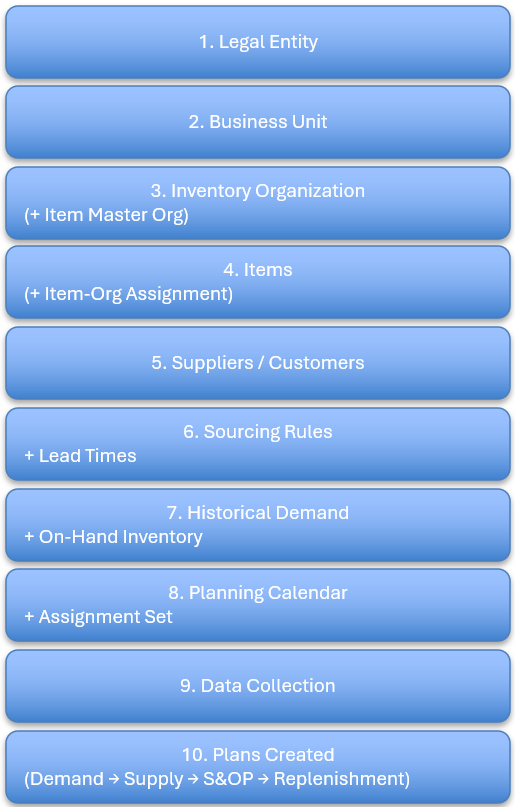 1. Legal Entity
2. Business Unit
3. Inventory Organization
(+ Item Master Org)
4. Items
(+ Item-Org Assignment)
5. Suppliers / Customers
6. Sourcing Rules
+ Lead Times
7. Historical Demand
+ On-Hand Inventory
8. Planning Calendar
+ Assignment Set
9. Data Collection
10. Plans Created
(Demand → Supply → S&OP → Replenishment)